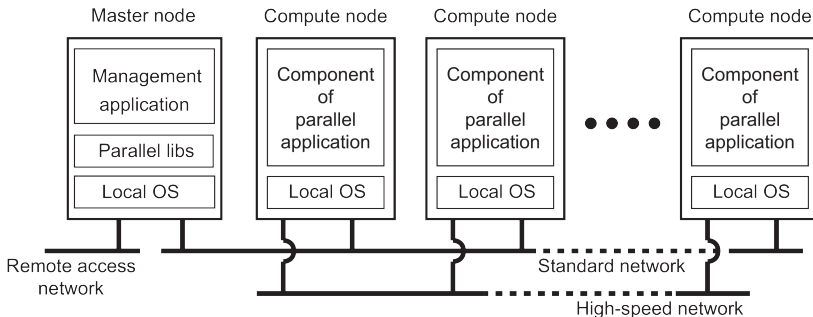 Master node
Compute node
Compute node
Compute node
Management
application
Parallel libs
Local OS
Component
of
parallel
application
Local OS
Component
of
parallel
application
Local OS
Component
of
parallel
application
Local OS
Remote access
network
Standard network
High-speed network